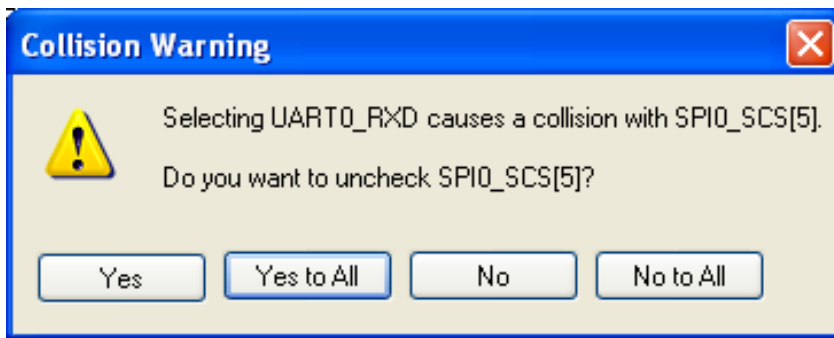 Collision Warning
Selecting UART0_RXD causes a collision with SPI0_SCS[5].
Do you want to uncheck SPI0_SCS[5]?
Yes Yes to All No No to All